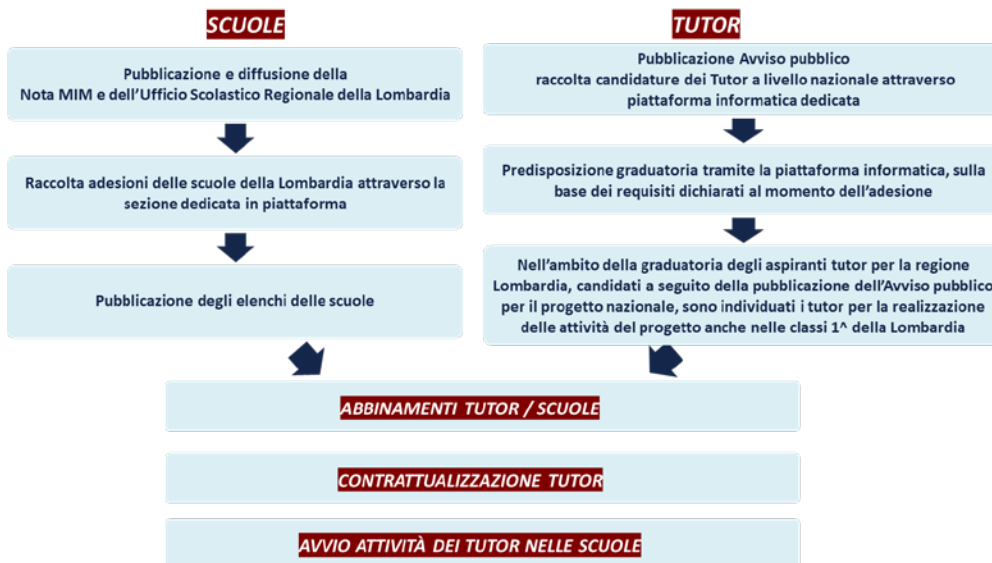 SCUOLE
Pubblicazione e diffusione della
Nota MIM e dell'Ufficio Scolastico Regionale della Lombardia
Raccolta adesioni delle scuole della Lombardia attraverso la
sezione dedicata in piattaforma
Pubblicazione degli elenchi delle scuole
TUTOR
Pubblicazione Avviso pubblico
raccolta candidature dei Tutor a livello nazionale attraverso
piattaforma informatica dedicata
Predisposizione graduatoria tramite la piattaforma informatica, sulla
base dei requisiti dichiarati al momento dell'adesione
Nell'ambito della graduatoria degli aspiranti tutor per la regione
Lombardia, candidati a seguito della pubblicazione dell'Avviso pubblico
per il progetto nazionale, sono individuati i tutor per la realizzazione
delle attività del progetto anche nelle classi 1^ della Lombardia
ABBINAMENTI TUTOR / SCUOLE
CONTRATTUALIZZAZIONE TUTOR
AVVIO ATTIVITÀ DEI TUTOR NELLE SCUOLE